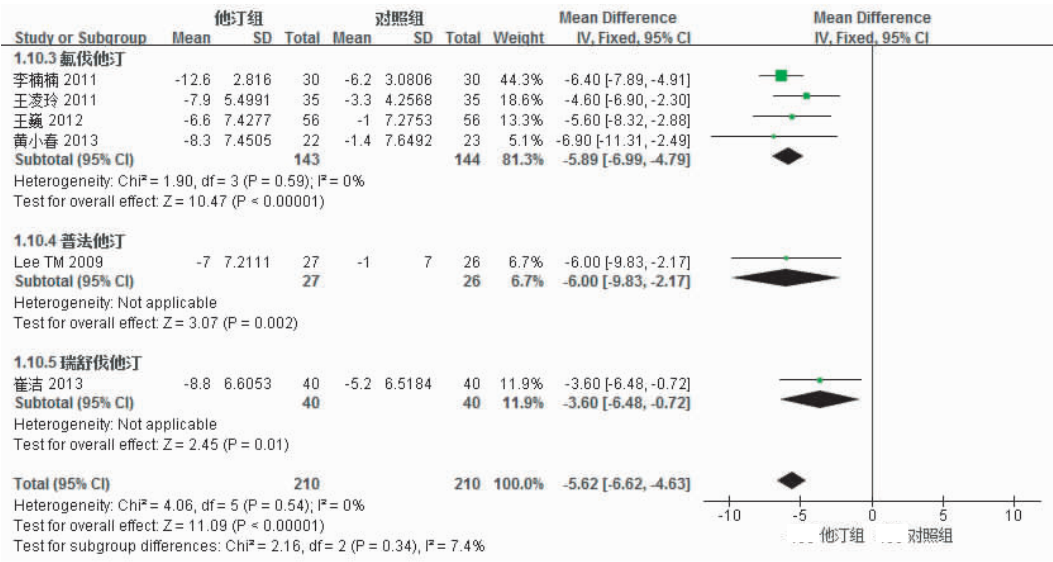 他汀组 对照组 Mean Difference Mean Difference
Study or Subgroup Mean SD Total Mean SD Total Weight IV, Fixed, 95% CI IV, Fixed, 95% CI
1.10.3 氟伐他汀
李楠楠 2011 -12.6 2.816 30 -6.2 3.0806 30 44.3% -6.40 [-7.89, -4.91]
王凌玲 2011 -7.9 5.4991 35 -3.3 4.2568 35 18.6% -4.60 [-6.90, -2.30]
王巍 2012 -6.6 7.4277 56 -1 7.2753 56 13.3% -5.60 [-8.32, -2.88]
黄小春 2013 -8.3 7.4505 22 -1.4 7.6492 23 5.1% -6.90 [-11.31, -2.49]
Subtotal (95% CI) 143 144 81.3% -5.89 [-6.99, -4.79]
Heterogeneity: Chi² = 1.90, df = 3 (P = 0.59); I² = 0%
Test for overall effect: Z = 10.47 (P < 0.00001)
1.10.4 普法他汀
Lee TM 2009 -7 7.2111 27 -1 7 26 6.7% -6.00 [-9.83, -2.17]
Subtotal (95% CI) 27 26 6.7% -6.00 [-9.83, -2.17]
Heterogeneity: Not applicable
Test for overall effect: Z = 3.07 (P = 0.002)
1.10.5 瑞舒伐他汀
崔洁 2013 -8.8 6.6053 40 -5.2 6.5184 40 11.9% -3.60 [-6.48, -0.72]
Subtotal (95% CI) 40 40 11.9% -3.60 [-6.48, -0.72]
Heterogeneity: Not applicable
Test for overall effect: Z = 2.45 (P = 0.01)
Total (95% CI) 210 210 100.0% -5.62 [-6.62, -4.63]
Heterogeneity: Chi² = 4.06, df = 5 (P = 0.54); I² = 0%
Test for overall effect: Z = 11.09 (P < 0.00001)
Test for subgroup differences: Chi² = 2.16, df = 2 (P = 0.34), I² = 7.4%
-10 -5 0 5 10
他汀组 对照组